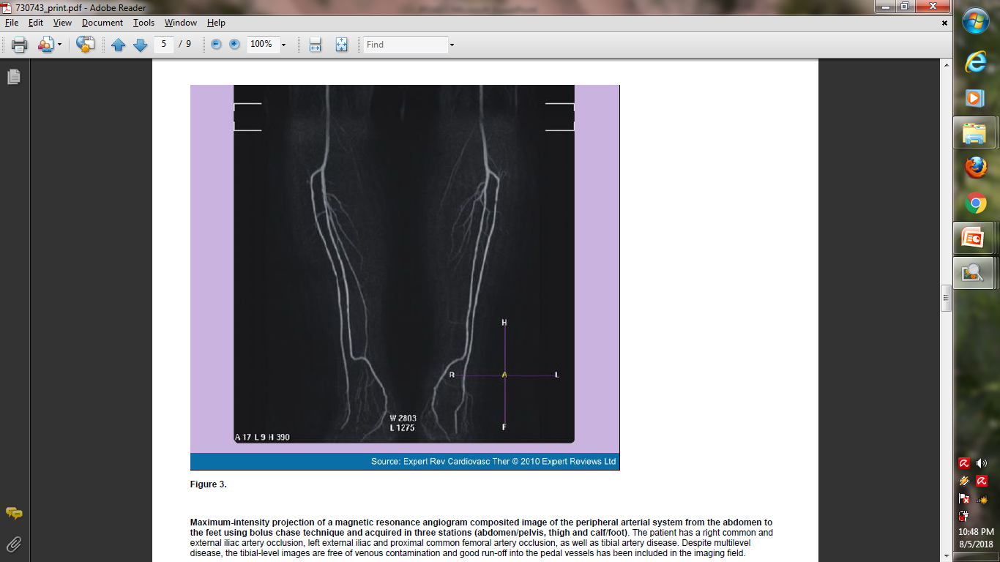 730743_print.pdf - Adobe Reader
File Edit View Document Tools Window Help
5 / 9 100% Find
H
R A L
F
W 2803
L 1275
A 17 L 9 H 390
Source: Expert Rev Cardiovasc Ther © 2010 Expert Reviews Ltd
Figure 3.
Maximum-intensity projection of a magnetic resonance angiogram composited image of the peripheral arterial system from the abdomen to
the feet using bolus chase technique and acquired in three stations (abdomen/pelvis, thigh and calf/foot). The patient has a right common and
external iliac artery occlusion, left external iliac and proximal common femoral artery occlusion, as well as tibial artery disease. Despite multilevel
disease, the tibial-level images are free of venous contamination and good run-off into the pedal vessels has been included in the imaging field.
10:48 PM
8/5/2018